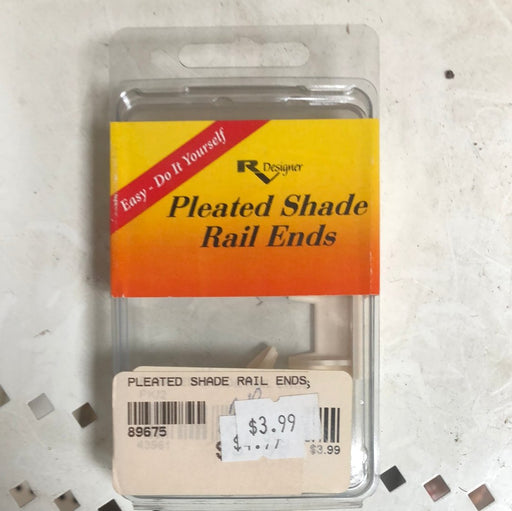 Easy - Do It Yourself
RV Designer
Pleated Shade
Rail Ends
PLEATED SHADE RAIL ENDS
89675
$3.99
$3.99